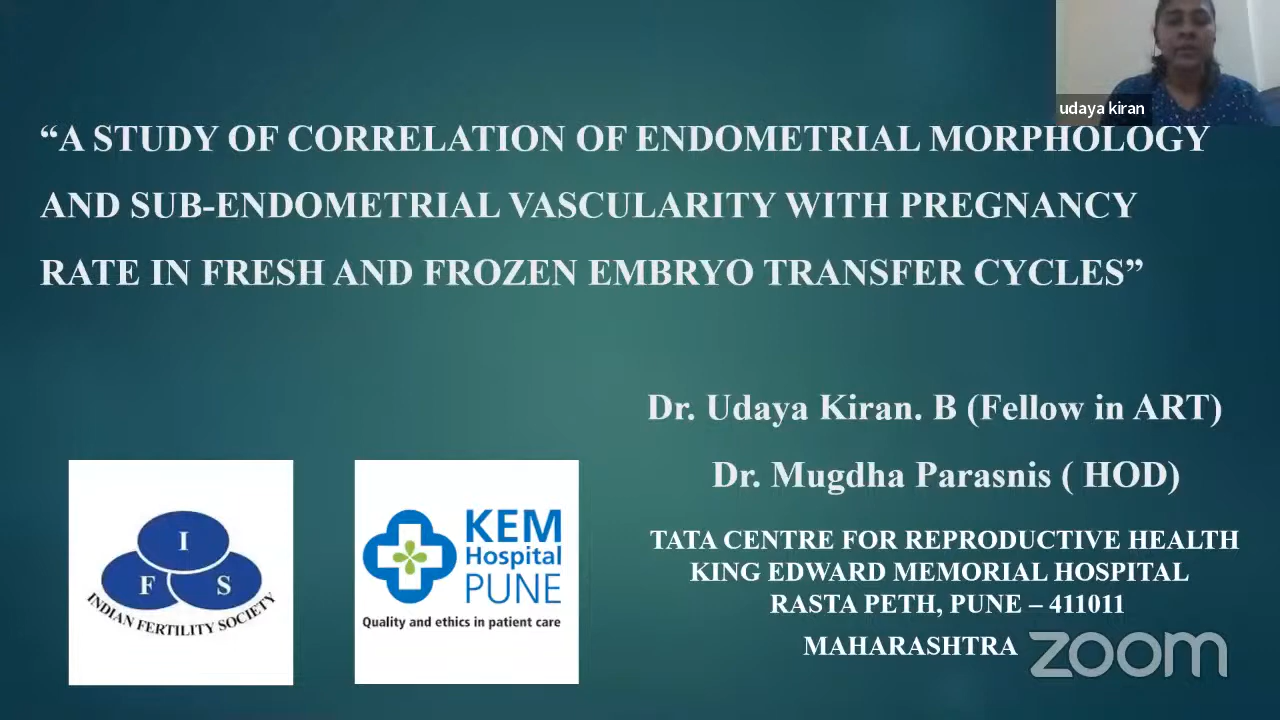 udaya kiran
“A STUDY OF CORRELATION OF ENDOMETRIAL MORPHOLOGY
AND SUB-ENDOMETRIAL VASCULARITY WITH PREGNANCY
RATE IN FRESH AND FROZEN EMBRYO TRANSFER CYCLES”
Dr. Udaya Kiran. B (Fellow in ART)
Dr. Mugdha Parasnis ( HOD)
TATA CENTRE FOR REPRODUCTIVE HEALTH
KING EDWARD MEMORIAL HOSPITAL
RASTA PETH, PUNE – 411011
MAHARASHTRA
I
F S
INDIAN FERTILITY SOCIETY
KEM
Hospital
PUNE
Quality and ethics in patient care
zoom